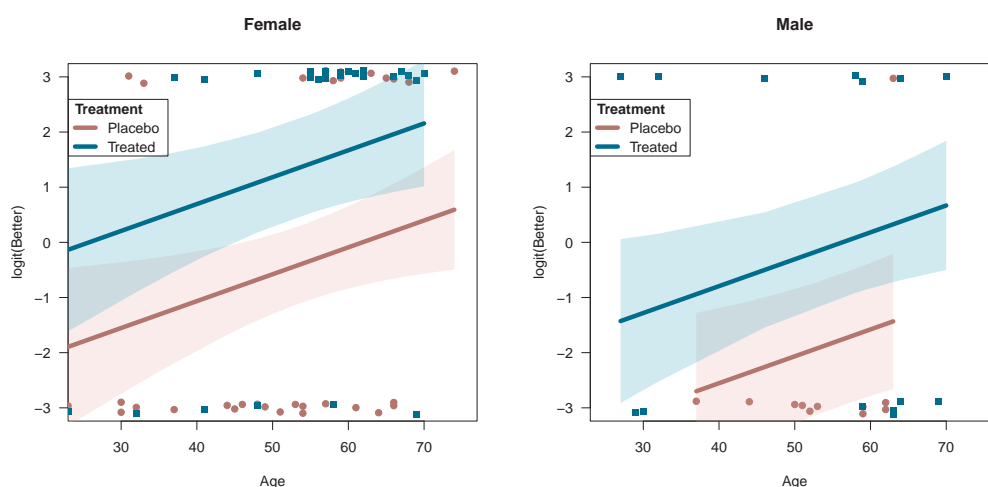 Female
3
2
1
0
−1
−2
−3
logit(Better)
Treatment
Placebo
Treated
30 40 50 60 70
Age
Male
3
2
1
0
−1
−2
−3
logit(Better)
Treatment
Placebo
Treated
30 40 50 60 70
Age